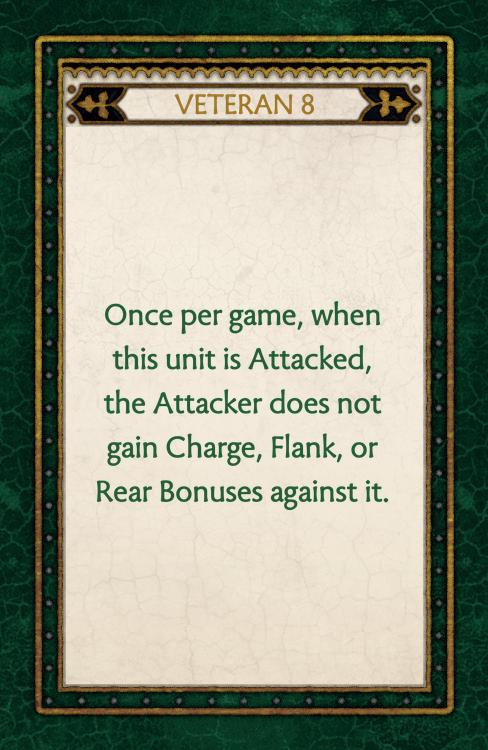 VETERAN 8
Once per game, when
this unit is Attacked,
the Attacker does not
gain Charge, Flank, or
Rear Bonuses against it.